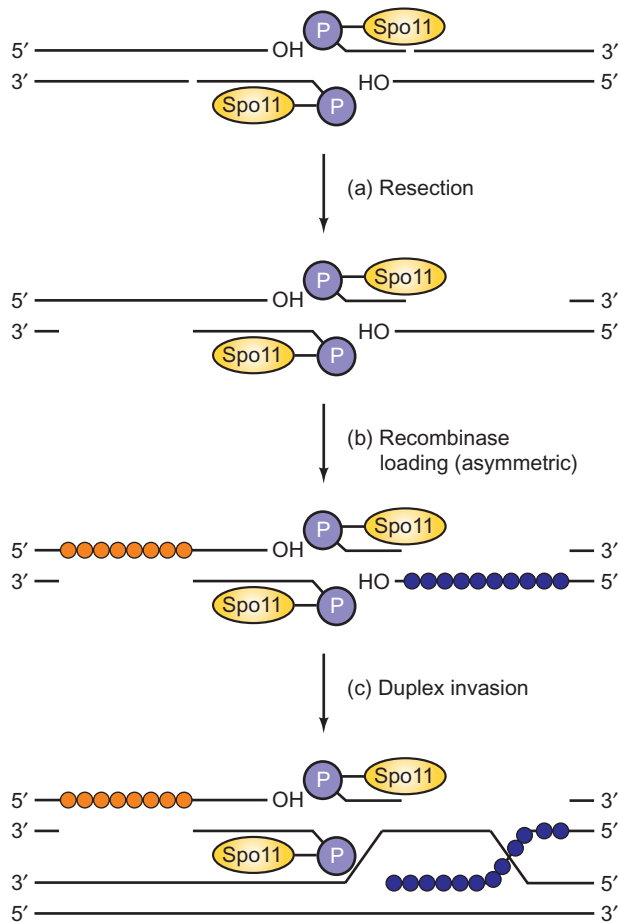 P Spo11
5′ OH 3′
3′ HO 5′
Spo11 P
(a) Resection
P Spo11
5′ OH 3′
3′ HO 5′
Spo11 P
(b) Recombinase
loading (asymmetric)
P Spo11
5′ OH 3′
3′ HO 5′
Spo11 P
(c) Duplex invasion
P Spo11
5′ OH 3′
3′ 5′
Spo11 P
3′ 5′
5′ 3′